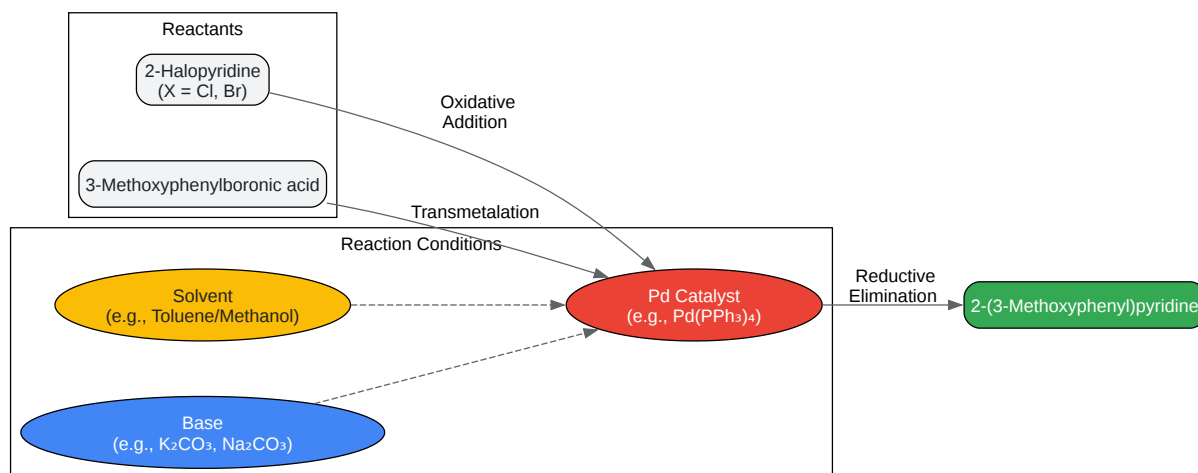 Reactants
2-Halopyridine
(X = Cl, Br)
Oxidative
Addition
3-Methoxyphenylboronic acid
Transmetalation
Reaction Conditions
Solvent
(e.g., Toluene/Methanol)
Pd Catalyst
(e.g., Pd(PPh₃)₄)
Reductive
Elimination
2-(3-Methoxyphenyl)pyridine
Base
(e.g., K₂CO₃, Na₂CO₃)